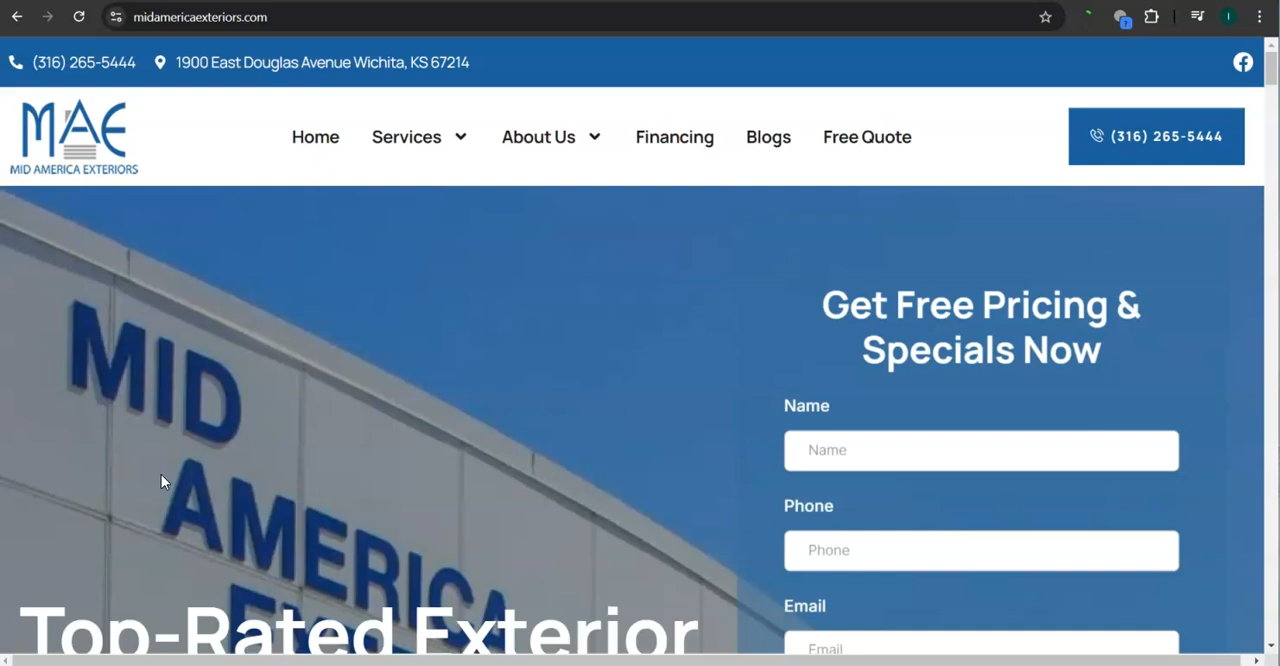 midamericaexteriors.com
(316) 265-5444 1900 East Douglas Avenue Wichita, KS 67214
MAE
MID AMERICA EXTERIORS
Home Services About Us Financing Blogs Free Quote
(316) 265-5444
MID
AMERICA
Top-Rated Exterior
Get Free Pricing &
Specials Now
Name
Name
Phone
Phone
Email
Email